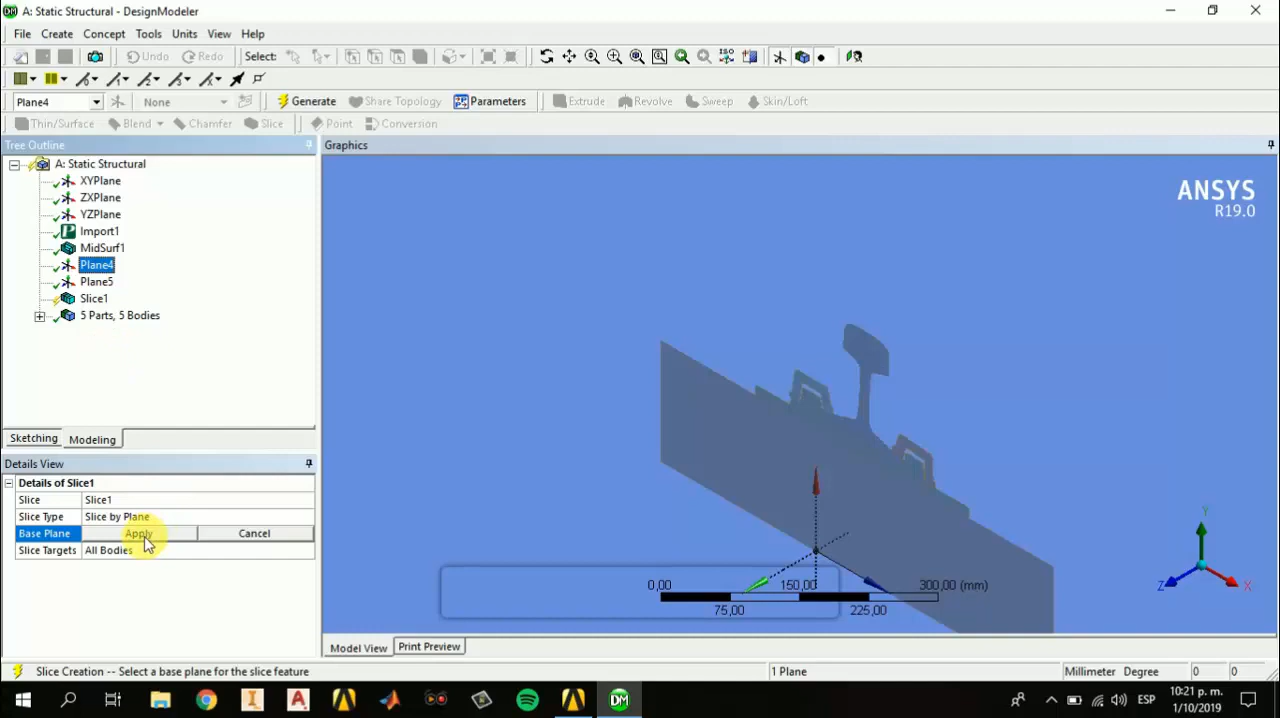 A: Static Structural - DesignModeler
File Create Concept Tools Units View Help
Undo Redo Select:
Plane4 None Generate Share Topology Parameters Extrude Revolve Sweep Skin/Loft
Thin/Surface Blend Chamfer Slice Point Conversion
Tree Outline
Graphics
A: Static Structural
XYPlane
ZXPlane
YZPlane
Import1
MidSurf1
Plane4
Plane5
Slice1
5 Parts, 5 Bodies
ANSYS
R19.0
Sketching Modeling
Details View
Details of Slice1
Slice Slice1
Slice Type Slice by Plane
Base Plane Apply Cancel
Slice Targets All Bodies
0,00 150,00 300,00 (mm)
75,00 225,00
Y
Z X
Model View Print Preview
Slice Creation -- Select a base plane for the slice feature 1 Plane Millimeter Degree 0 0
ESP
10:21 p. m.
1/10/2019